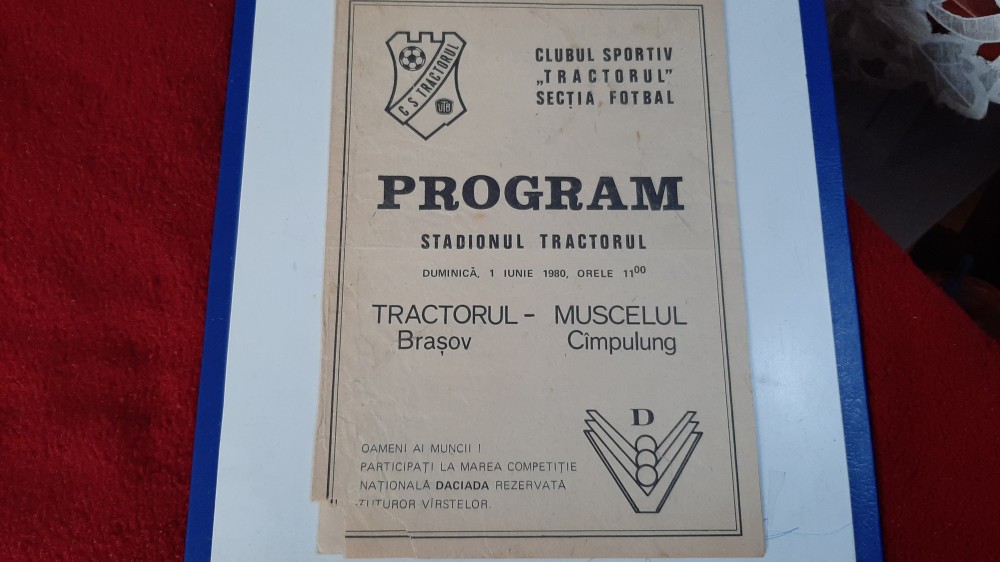 C S TRACTORUL
UTB
CLUBUL SPORTIV
„TRACTORUL”
SECȚIA FOTBAL
PROGRAM
STADIONUL TRACTORUL
DUMINICĂ, 1 IUNIE 1980, ORELE 11⁰⁰
TRACTORUL - MUSCELUL
Brașov Cîmpulung
D
OAMENI AI MUNCII !
PARTICIPAȚI LA MAREA COMPETIȚIE
NAȚIONALĂ DACIADA REZERVATĂ
TUTUROR VÎRSTELOR.